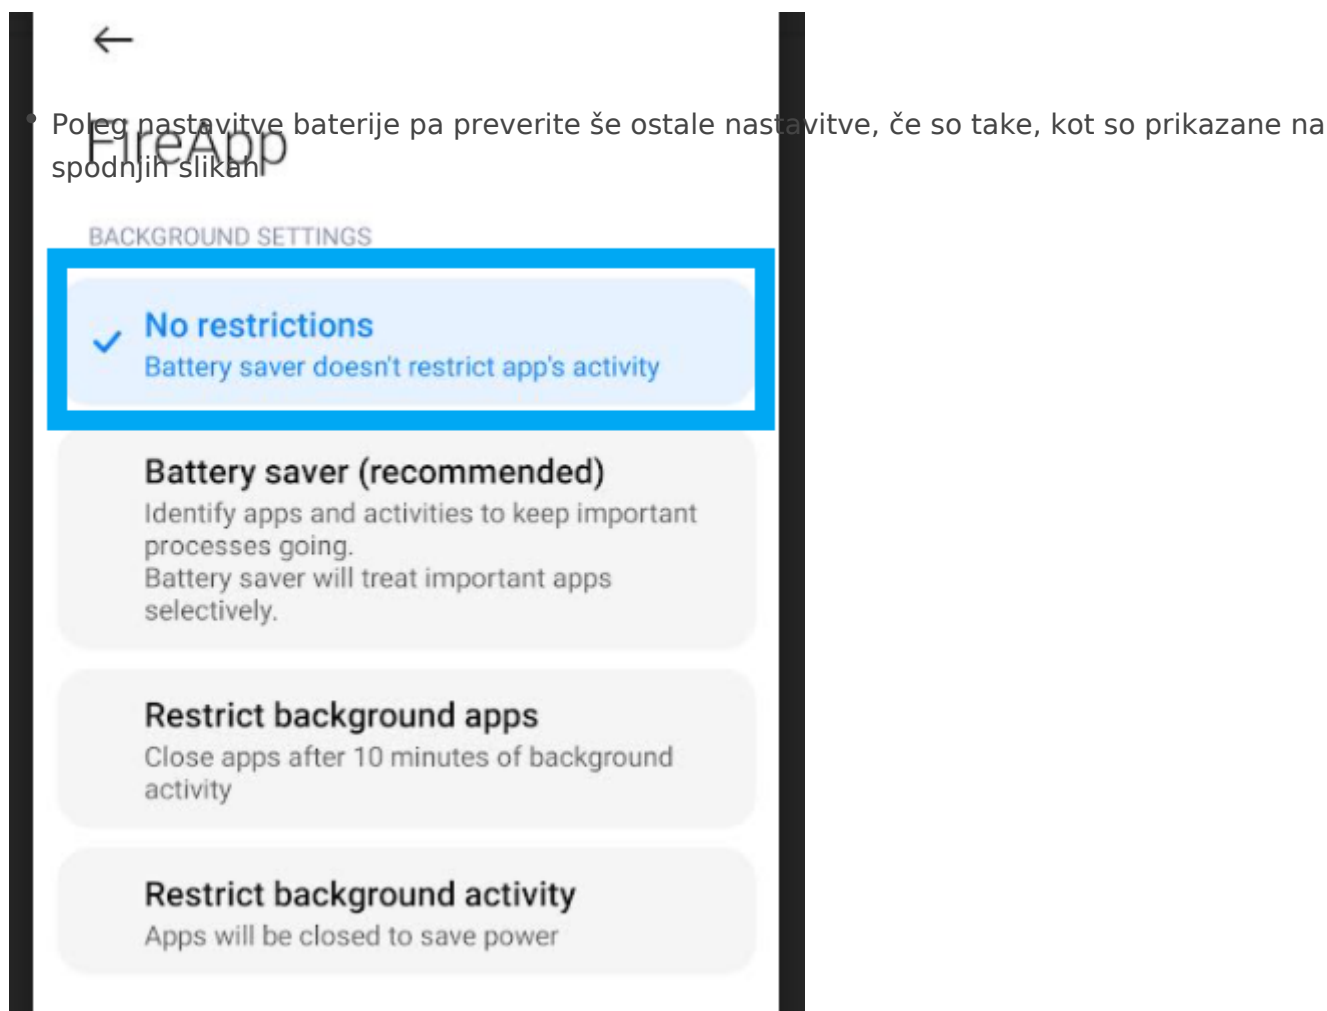 Poleg nastavitve baterije pa preverite še ostale nastavitve, če so take, kot so prikazane na
spodnjih slikah
FireApp
BACKGROUND SETTINGS
No restrictions
Battery saver doesn't restrict app's activity
Battery saver (recommended)
Identify apps and activities to keep important
processes going.
Battery saver will treat important apps
selectively.
Restrict background apps
Close apps after 10 minutes of background
activity
Restrict background activity
Apps will be closed to save power